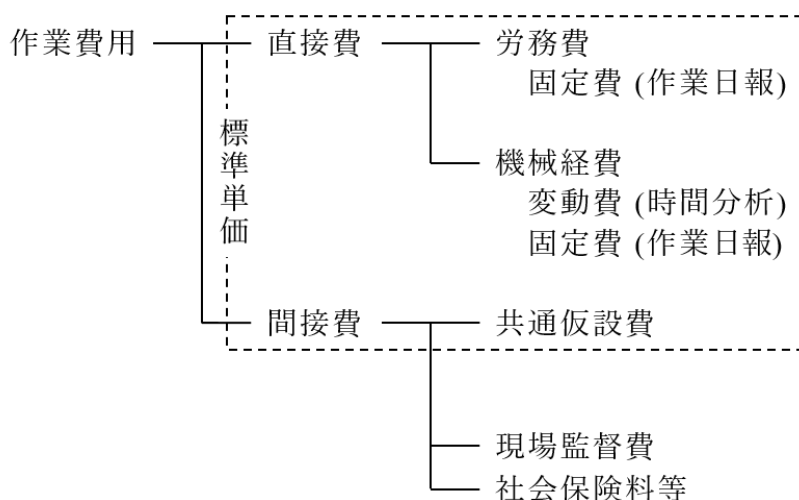 作業費用
直接費
労務費
固定費 (作業日報)
標準単価
機械経費
変動費 (時間分析)
固定費 (作業日報)
間接費
共通仮設費
現場監督費
社会保険料等